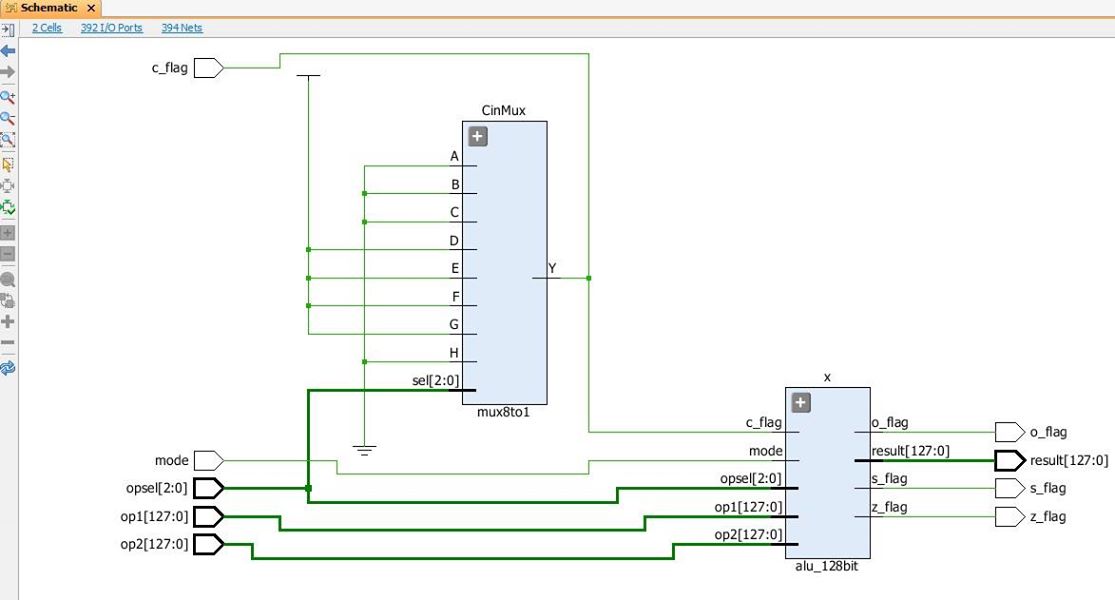 Schematic
2 Cells 392 I/O Ports 394 Nets
c_flag
CinMux
A
B
C
D
E
Y
F
G
H
sel[2:0]
mux8to1
x
c_flag
o_flag
o_flag
mode
mode
result[127:0]
result[127:0]
opsel[2:0]
opsel[2:0]
s_flag
s_flag
op1[127:0]
op1[127:0]
z_flag
z_flag
op2[127:0]
op2[127:0]
alu_128bit